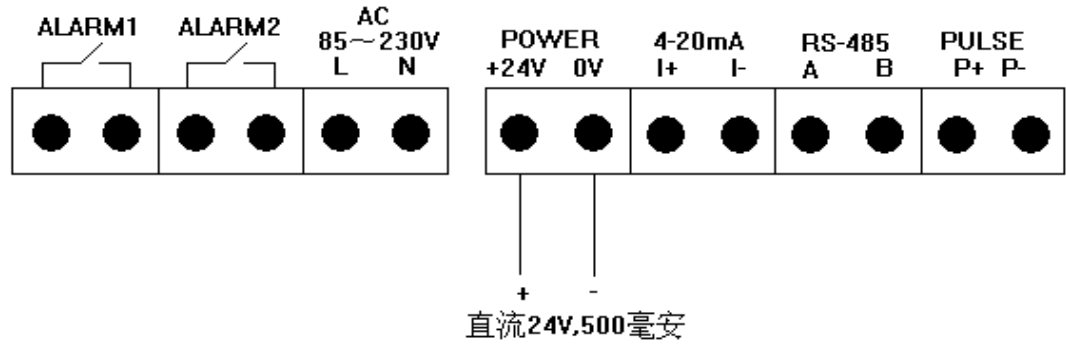 ALARM1 ALARM2 AC
85～230V
L N
POWER 4-20mA RS-485 PULSE
+24V 0V I+ I- A B P+ P-
+ -
直流24V,500毫安